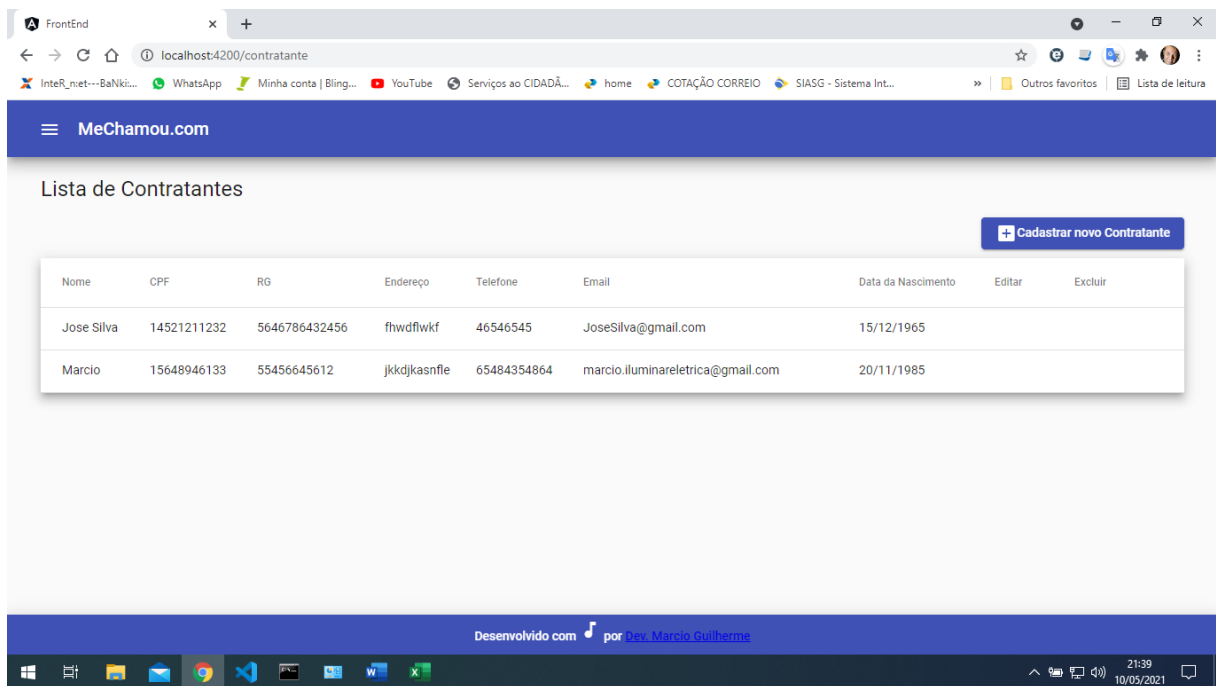 FrontEnd
localhost:4200/contratante
InteR_n:et---BaNki:... WhatsApp Minha conta | Bling... YouTube Serviços ao CIDADÃ... home COTAÇÃO CORREIO SIASG - Sistema Int... » Outros favoritos Lista de leitura
MeChamou.com
Lista de Contratantes
Cadastrar novo Contratante
Nome CPF RG Endereço Telefone Email Data da Nascimento Editar Excluir
Jose Silva 14521211232 5646786432456 fhwdflwkf 46546545 JoseSilva@gmail.com 15/12/1965
Marcio 15648946133 55456645612 jkkdjkasnfle 65484354864 marcio.iluminareletrica@gmail.com 20/11/1985
Desenvolvido com por Dev. Marcio Guilherme
21:39
10/05/2021